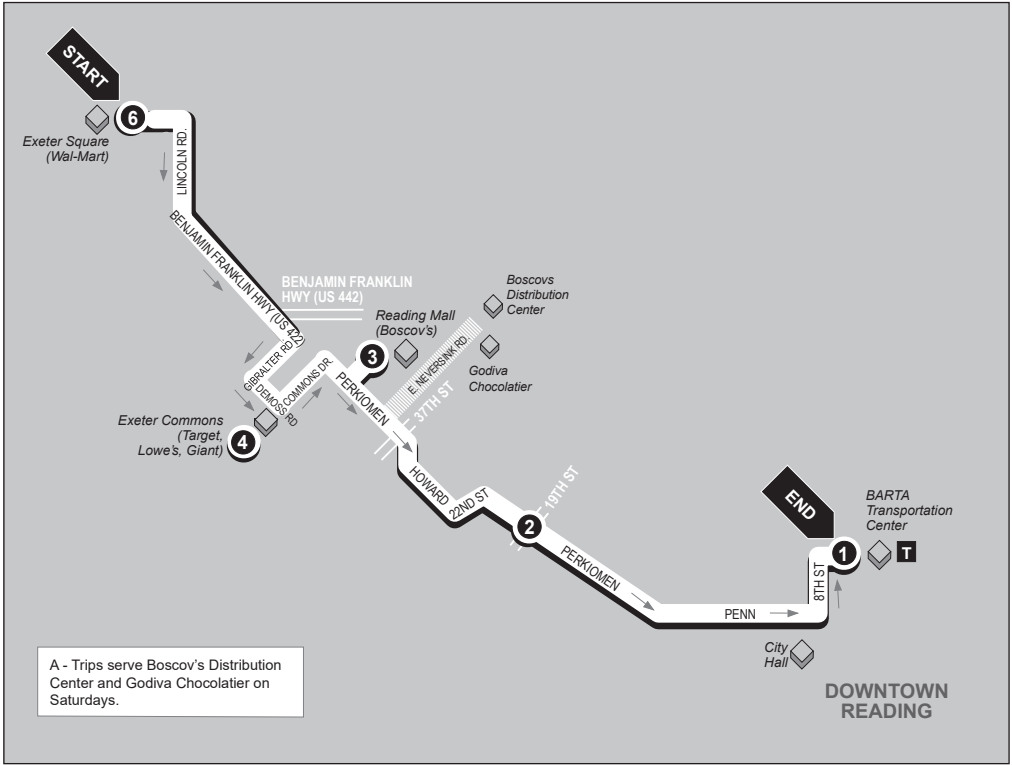 START
6
Exeter Square
(Wal-Mart)
LINCOLN RD.
BENJAMIN FRANKLIN HWY (US 422)
BENJAMIN FRANKLIN
HWY (US 442)
Boscovs
Distribution
Center
Reading Mall
(Boscov's)
3
E. NEVERSINK RD.
Godiva
Chocolatier
GIBRALTER RD
DEMOSS RD
COMMONS DR.
PERKIOMEN
37TH ST
Exeter Commons
(Target,
Lowe's, Giant)
4
HOWARD
22ND ST
19TH ST
2
PERKIOMEN
END
BARTA
Transportation
Center
1
T
8TH ST
PENN
City
Hall
A - Trips serve Boscov's Distribution
Center and Godiva Chocolatier on
Saturdays.
DOWNTOWN
READING